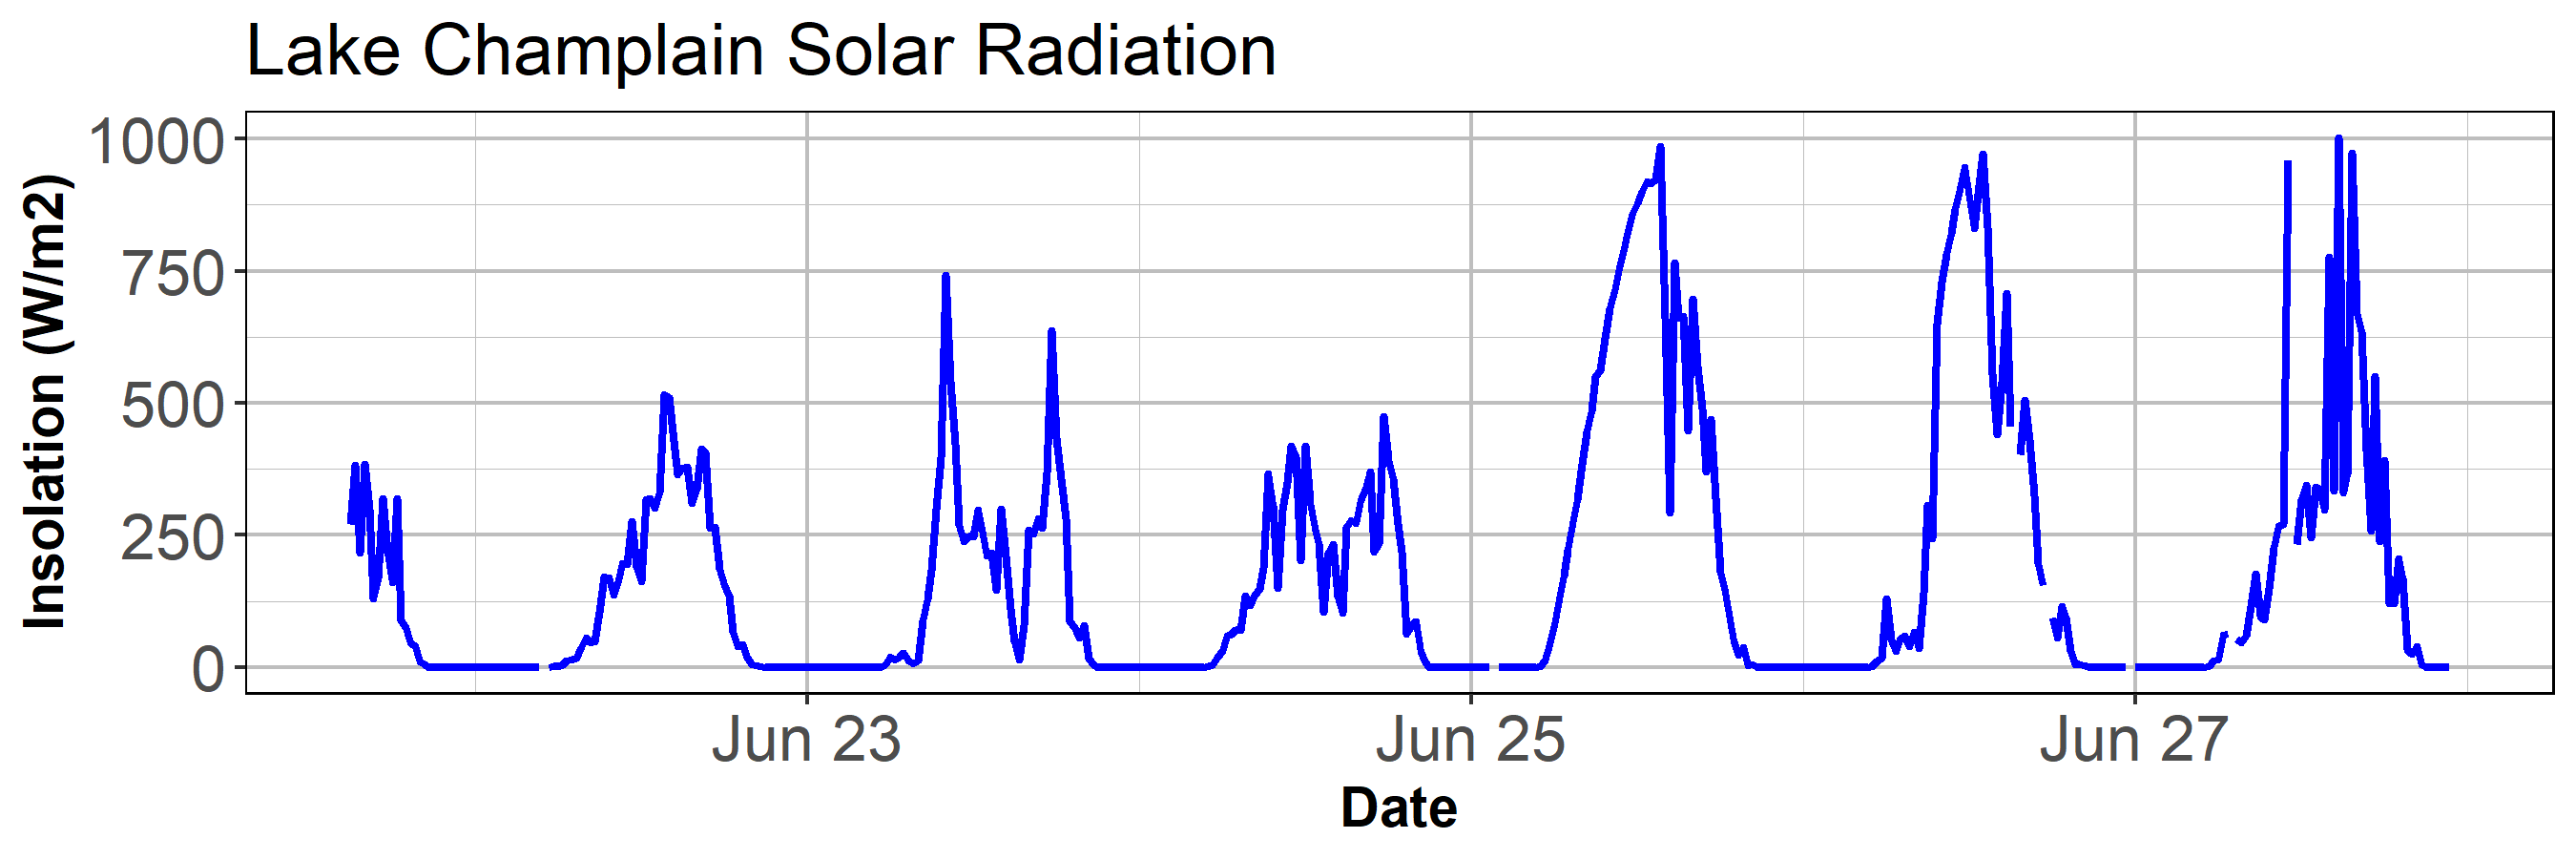 Lake Champlain Solar Radiation
Insolation (W/m2)
1000
750
500
250
0
Jun 23
Jun 25
Jun 27
Date